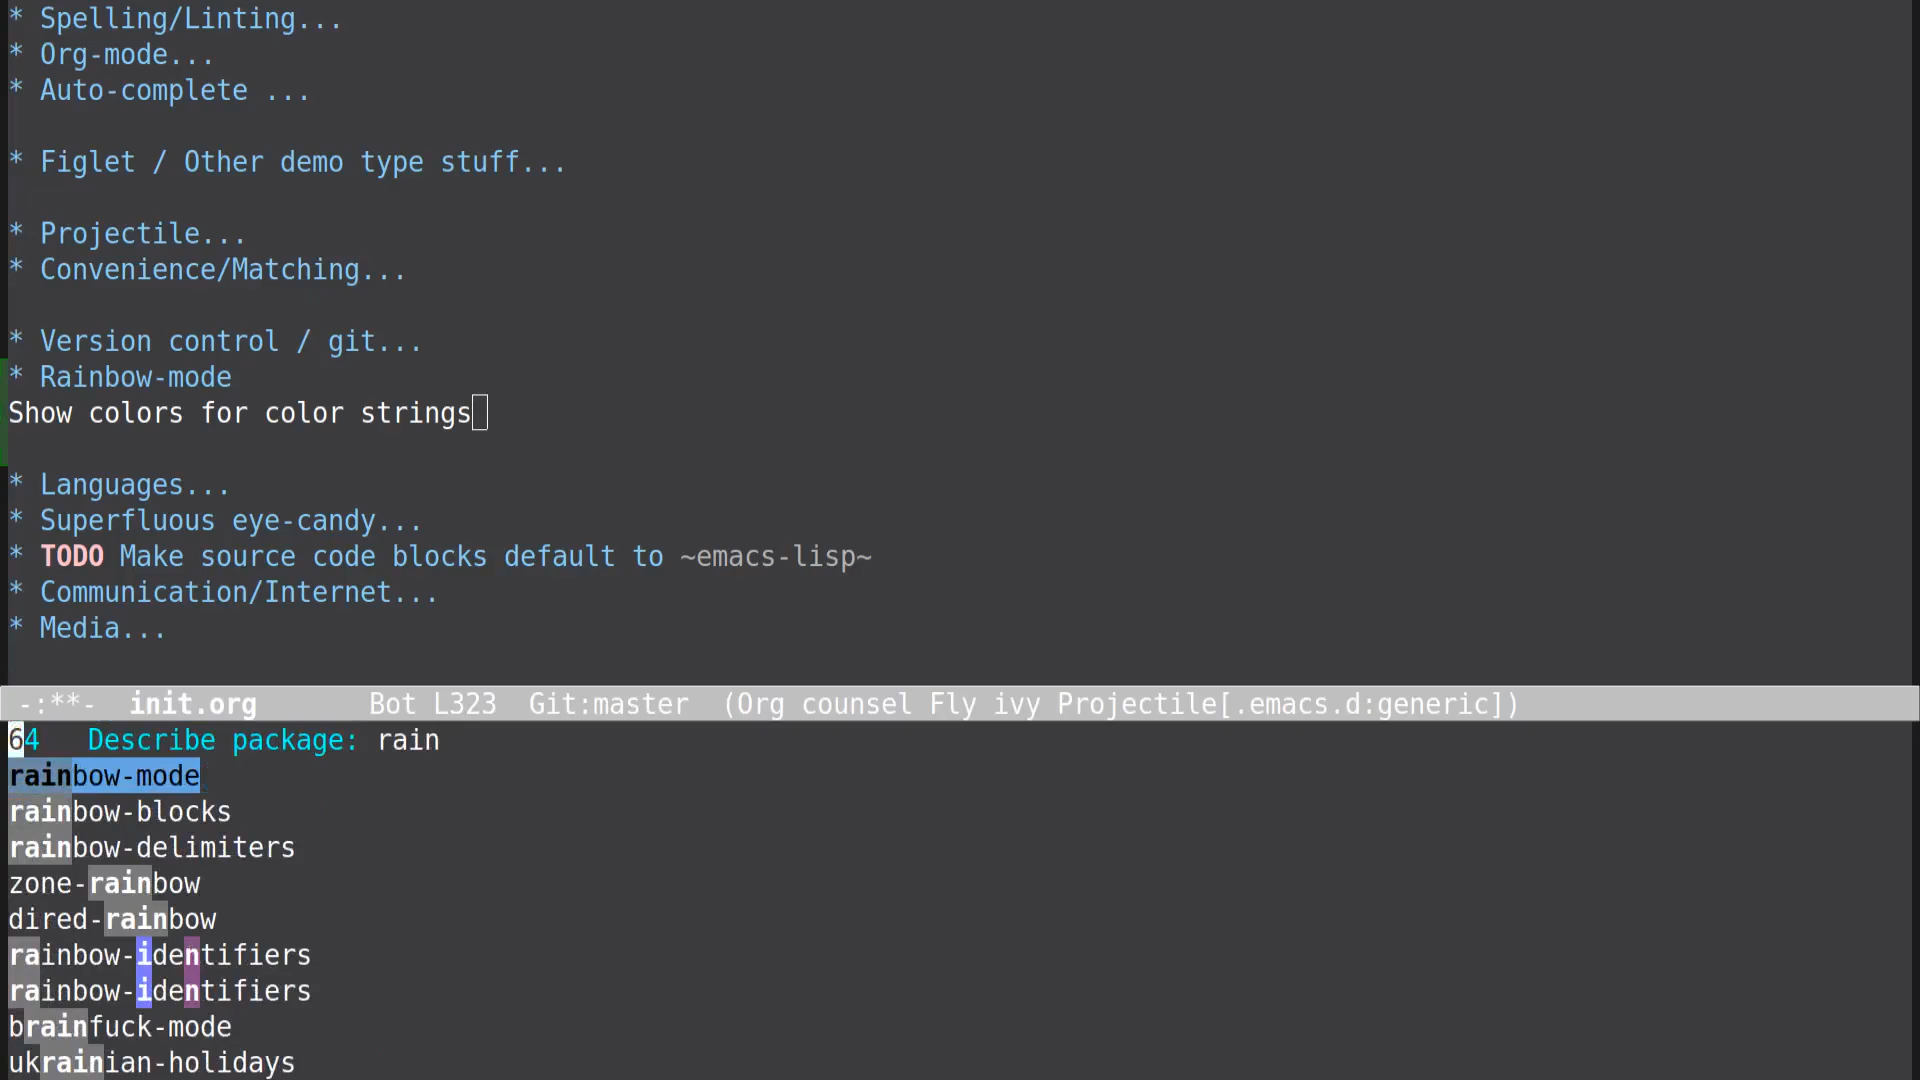 * Spelling/Linting...
* Org-mode...
* Auto-complete ...
* Figlet / Other demo type stuff...
* Projectile...
* Convenience/Matching...
* Version control / git...
* Rainbow-mode
Show colors for color strings
* Languages...
* Superfluous eye-candy...
* TODO Make source code blocks default to ~emacs-lisp~
* Communication/Internet...
* Media...
-:**-  init.org       Bot L323  Git:master  (Org counsel Fly ivy Projectile[.emacs.d:generic])
64   Describe package: rain
rainbow-mode
rainbow-blocks
rainbow-delimiters
zone-rainbow
dired-rainbow
rainbow-identifiers
rainbow-identifiers
brainfuck-mode
ukrainian-holidays